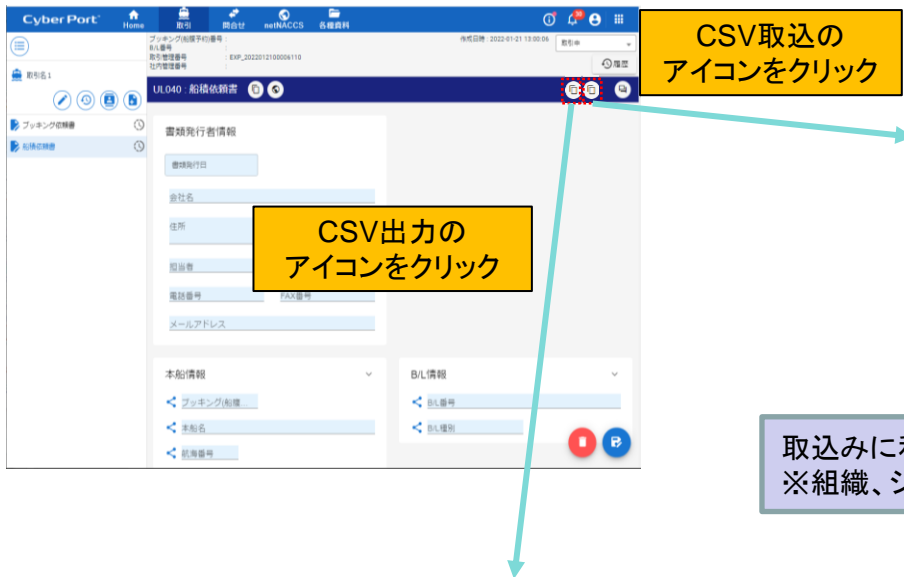 Cyber Port
Home
取引
問合せ
netNACCS
各種資料
30
ブッキング(船腹予約)番号 :
B/L番号 :
取引管理番号 : EXP_2022012100006110
社内管理番号 :
作成日時 : 2022-01-21 13:00:06
取引中
履歴
取引名1
UL040 : 船積依頼書
ブッキング依頼書
船積依頼書
書類発行者情報
書類発行日
会社名
住所
担当者
電話番号
FAX番号
メールアドレス
本船情報
ブッキング(船腹...
本船名
航海番号
B/L情報
B/L番号
B/L種別
CSV取込の
アイコンをクリック
CSV出力の
アイコンをクリック
取込みに
※組織、シ